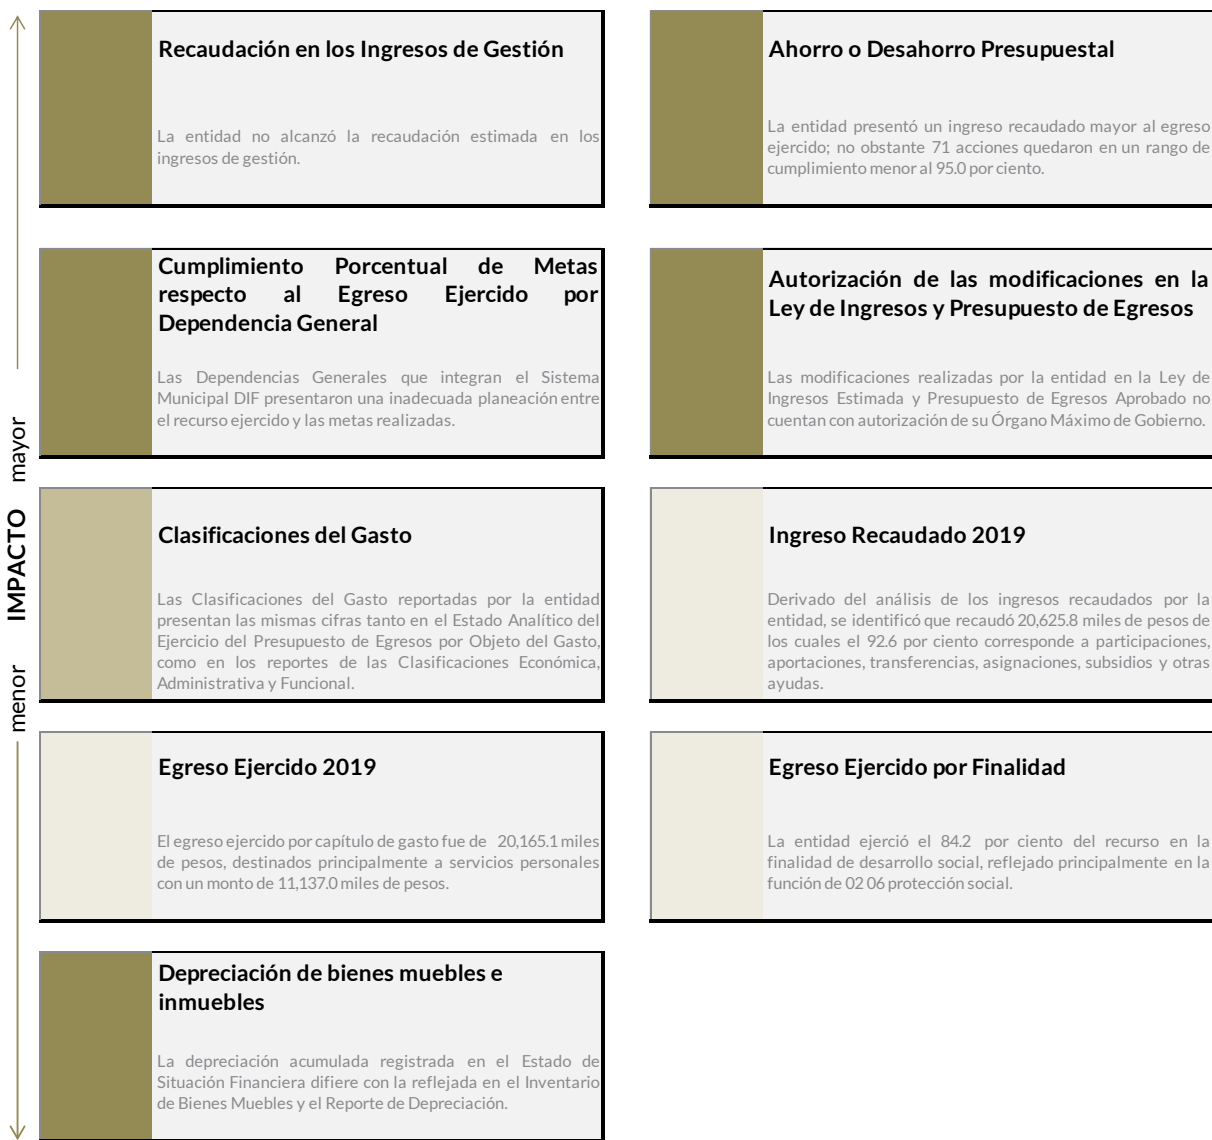 Recaudación en los Ingresos de Gestión
La entidad no alcanzó la recaudación estimada en los
ingresos de gestión.
Ahorro o Desahorro Presupuestal
La entidad presentó un ingreso recaudado mayor al egreso
ejercido; no obstante 71 acciones quedaron en un rango de
cumplimiento menor al 95.0 por ciento.
Cumplimiento Porcentual de Metas
respecto al Egreso Ejercido por
Dependencia General
Las Dependencias Generales que integran el Sistema
Municipal DIF presentaron una inadecuada planeación entre
el recurso ejercido y las metas realizadas.
Autorización de las modificaciones en la
Ley de Ingresos y Presupuesto de Egresos
Las modificaciones realizadas por la entidad en la Ley de
Ingresos Estimada y Presupuesto de Egresos Aprobado no
cuentan con autorización de su Órgano Máximo de Gobierno.
menor IMPACTO mayor
Clasificaciones del Gasto
Las Clasificaciones del Gasto reportadas por la entidad
presentan las mismas cifras tanto en el Estado Analítico del
Ejercicio del Presupuesto de Egresos por Objeto del Gasto,
como en los reportes de las Clasificaciones Económica,
Administrativa y Funcional.
Ingreso Recaudado 2019
Derivado del análisis de los ingresos recaudados por la
entidad, se identificó que recaudó 20,625.8 miles de pesos de
los cuales el 92.6 por ciento corresponde a participaciones,
aportaciones, transferencias, asignaciones, subsidios y otras
ayudas.
Egreso Ejercido 2019
El egreso ejercido por capítulo de gasto fue de 20,165.1 miles
de pesos, destinados principalmente a servicios personales
con un monto de 11,137.0 miles de pesos.
Egreso Ejercido por Finalidad
La entidad ejerció el 84.2 por ciento del recurso en la
finalidad de desarrollo social, reflejado principalmente en la
función de 02 06 protección social.
Depreciación de bienes muebles e
inmuebles
La depreciación acumulada registrada en el Estado de
Situación Financiera difiere con la reflejada en el Inventario
de Bienes Muebles y el Reporte de Depreciación.